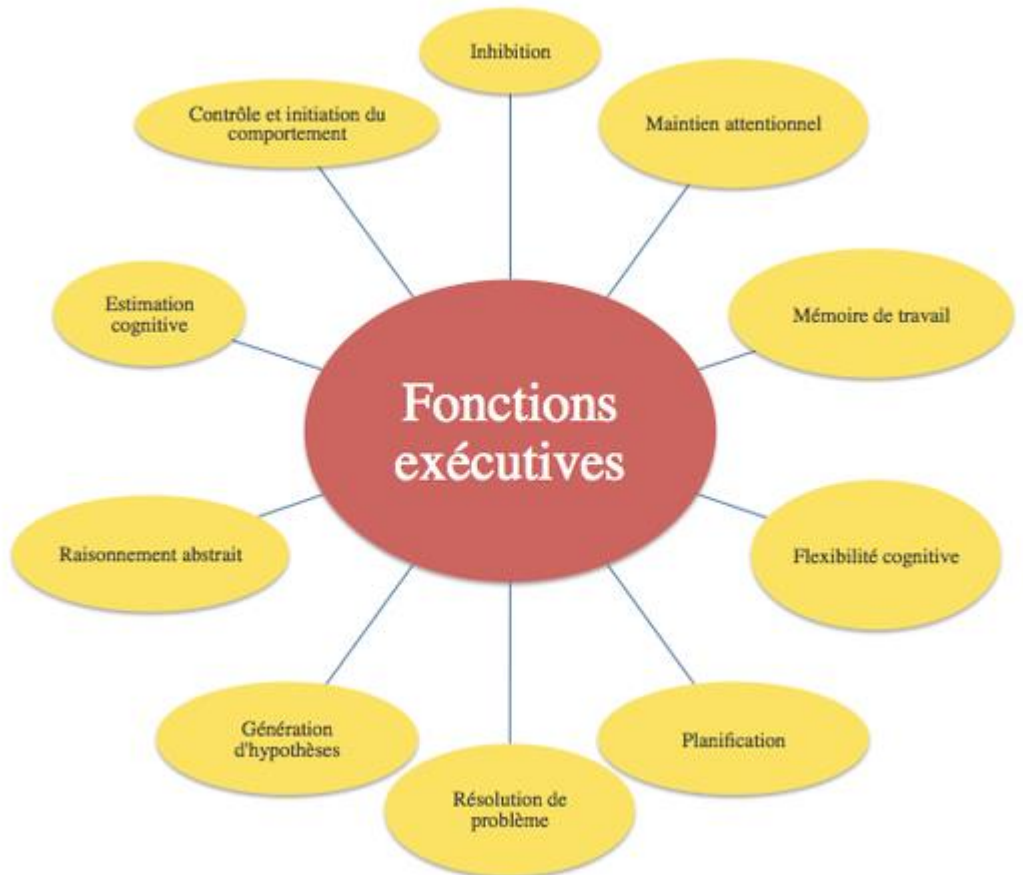 Inhibition
Contrôle et initiation du
comportement
Maintien attentionnel
Estimation
cognitive
Mémoire de travail
Fonctions
exécutives
Raisonnement abstrait
Flexibilité cognitive
Génération
d'hypothèses
Planification
Résolution de
problème